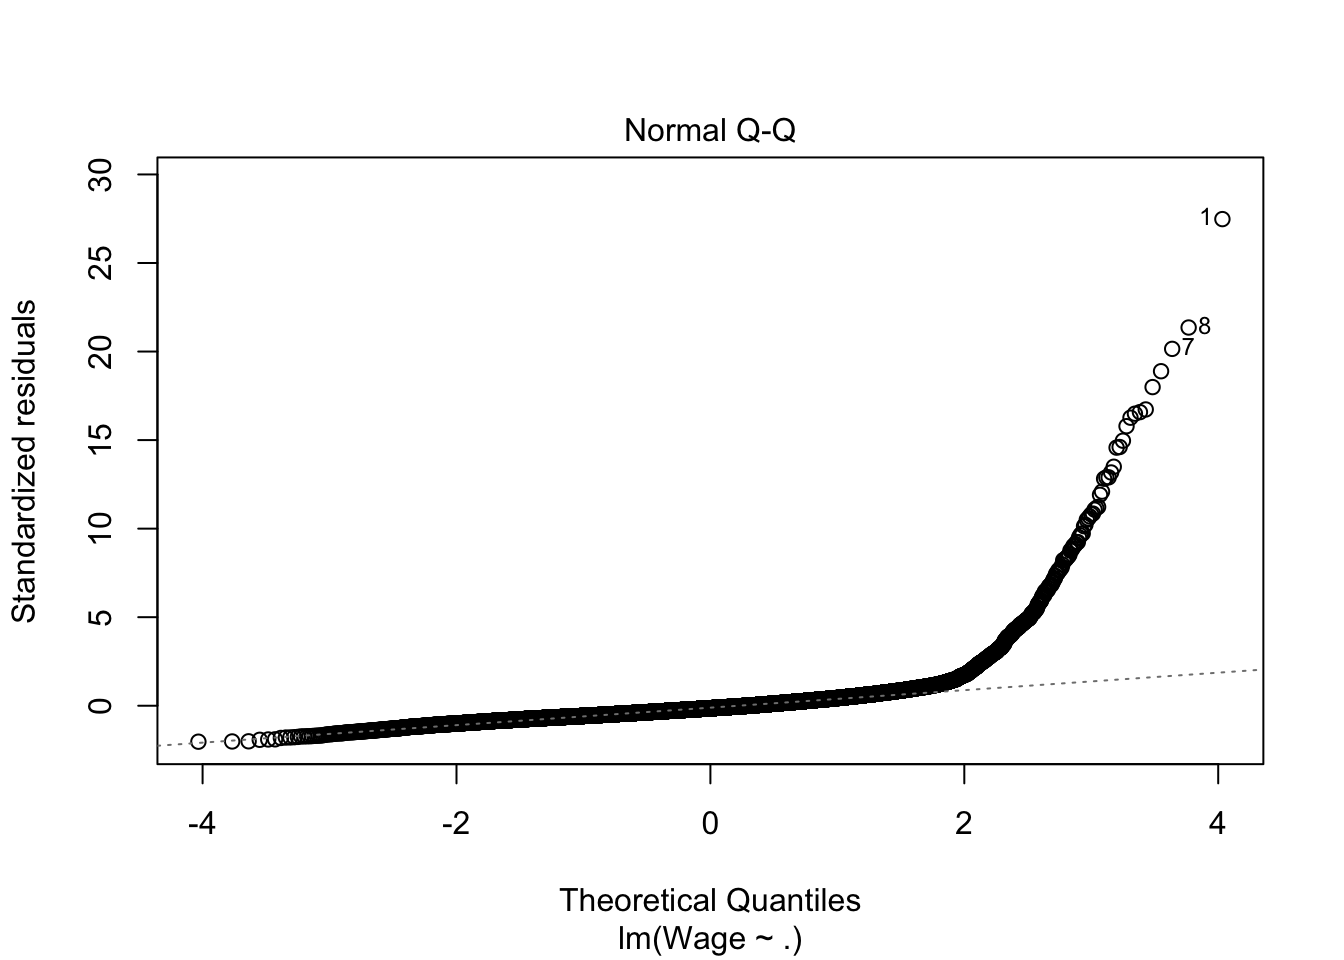 Normal Q-Q
Standardized residuals
30
25
20
15
10
5
0
1
8
7
-4 -2 0 2 4
Theoretical Quantiles
lm(Wage ~ .)